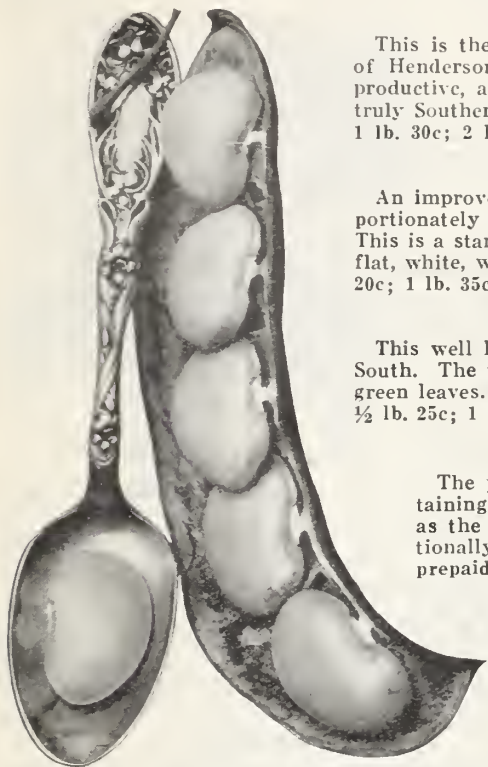 This is the
of Henderson
productive, a
truly Southern
1 lb. 30c; 2 l
An improve
portionately
This is a star
flat, white, w
20c; 1 lb. 35c
This well l
South. The
green leaves.
½ lb. 25c; 1
The
taining
as the
tionally
prepaid